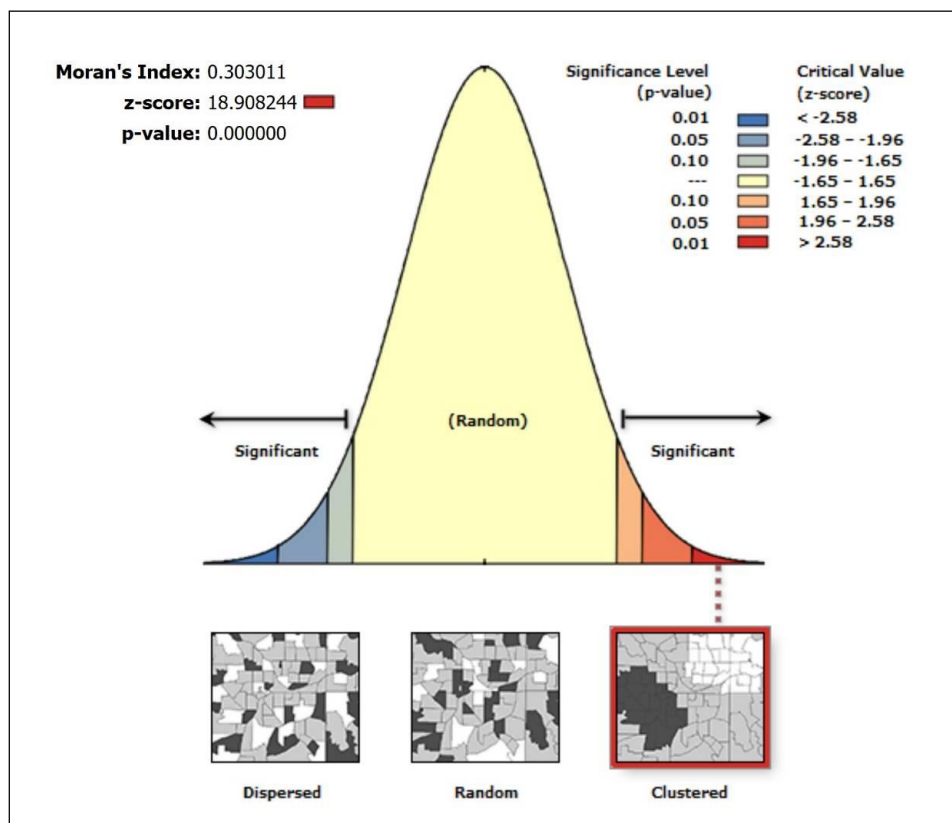 Moran's Index: 0.303011
z-score: 18.908244
p-value: 0.000000
Significance Level
(p-value)
Critical Value
(z-score)
0.01 < -2.58
0.05 -2.58 – -1.96
0.10 -1.96 – -1.65
--- -1.65 – 1.65
0.10 1.65 – 1.96
0.05 1.96 – 2.58
0.01 > 2.58
(Random)
Significant
Significant
Dispersed
Random
Clustered